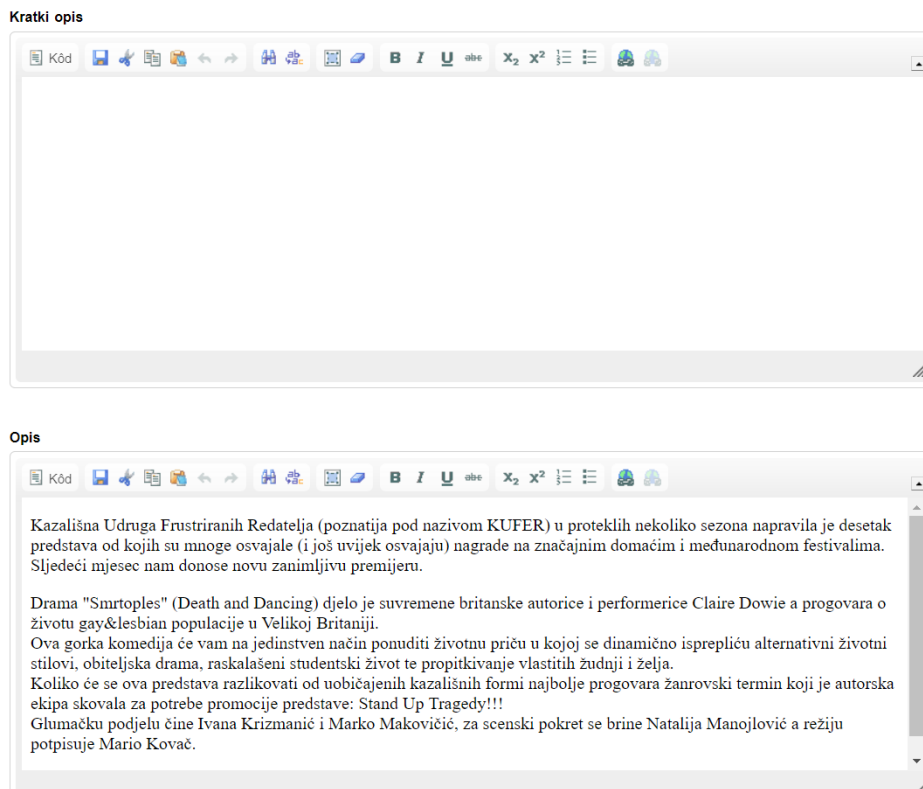 Kratki opis
Kôd
B I U abc X₂ X²
Opis
Kôd
B I U abc X₂ X²
Kazališna Udruga Frustriranih Redatelja (poznatija pod nazivom KUFER) u proteklih nekoliko sezona napravila je desetak
predstava od kojih su mnoge osvajale (i još uvijek osvajaju) nagrade na značajnim domaćim i međunarodnom festivalima.
Sljedeći mjesec nam donose novu zanimljivu premijeru.
Drama "Smrtoples" (Death and Dancing) djelo je suvremene britanske autorice i performerice Claire Dowie a progovara o
životu gay&lesbian populacije u Velikoj Britaniji.
Ova gorka komedija će vam na jedinstven način ponuditi životnu priču u kojoj se dinamično isprepliću alternativni životni
stilovi, obiteljska drama, raskalašeni studentski život te propitkivanje vlastitih žudnji i želja.
Koliko će se ova predstava razlikovati od uobičajenih kazališnih formi najbolje progovara žanrovski termin koji je autorska
ekipa skovala za potrebe promocije predstave: Stand Up Tragedy!!!
Glumačku podjelu čine Ivana Krizmanić i Marko Makovičić, za scenski pokret se brine Natalija Manojlović a režiju
potpisuje Mario Kovač.